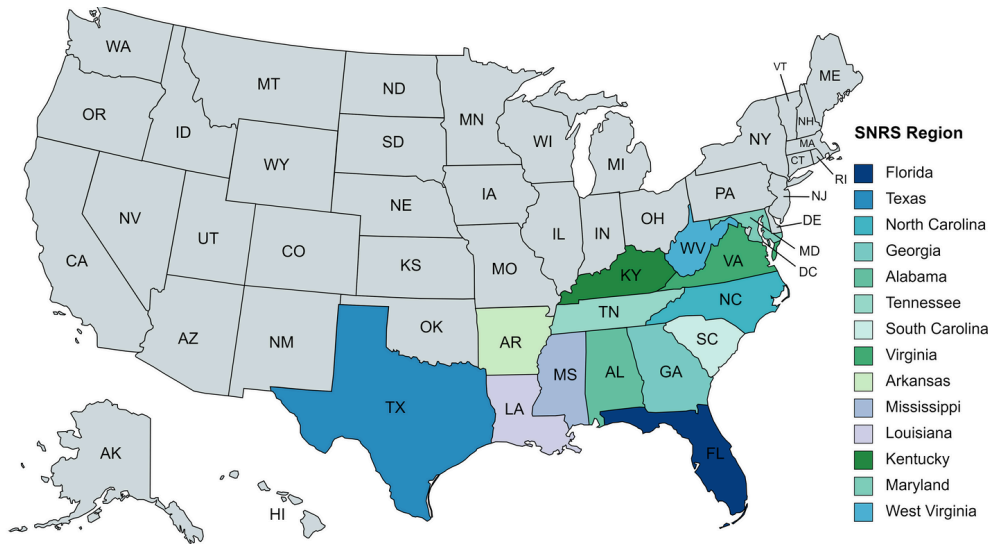 WA
MT
ND
MN
OR
ID
SD
WI
MI
VT
ME
NH
NY
MA
CT
RI
WY
IA
NE
PA
NJ
NV
UT
CO
IL
IN
OH
DE
MD
DC
CA
KS
MO
WV
KY
VA
AZ
NM
OK
AR
TN
NC
SC
TX
LA
MS
AL
GA
FL
AK
HI
SNRS Region
Florida
Texas
North Carolina
Georgia
Alabama
Tennessee
South Carolina
Virginia
Arkansas
Mississippi
Louisiana
Kentucky
Maryland
West Virginia